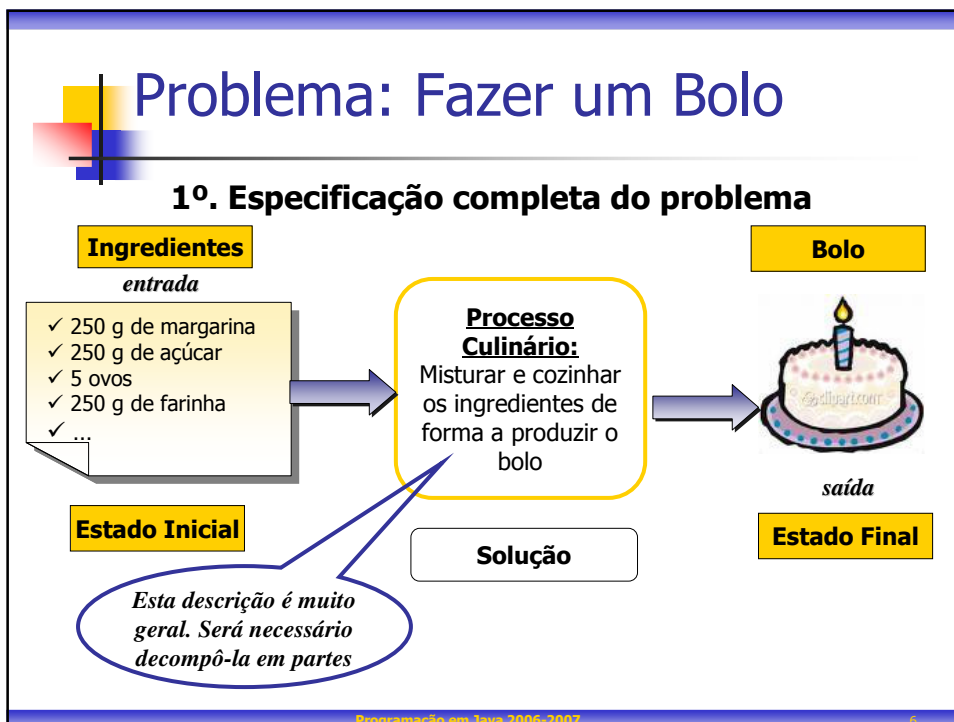 Problema: Fazer um Bolo
1º. Especificação completa do problema
Ingredientes
entrada
✓ 250 g de margarina
✓ 250 g de açúcar
✓ 5 ovos
✓ 250 g de farinha
✓ ...
Estado Inicial
Processo
Culinário:
Misturar e cozinhar
os ingredientes de
forma a produzir o
bolo
Solução
Esta descrição é muito
geral. Será necessário
decompô-la em partes
Bolo
@clipart.com
saída
Estado Final
Programação em Java 2006-2007
6